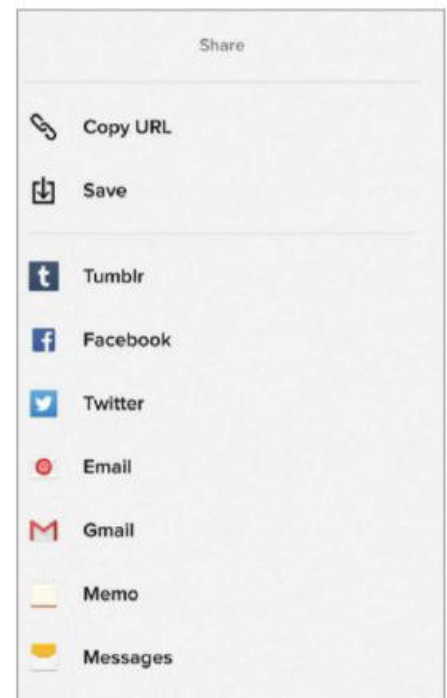 Share
Copy URL
Save
Tumblr
Facebook
Twitter
Email
Gmail
Memo
Messages